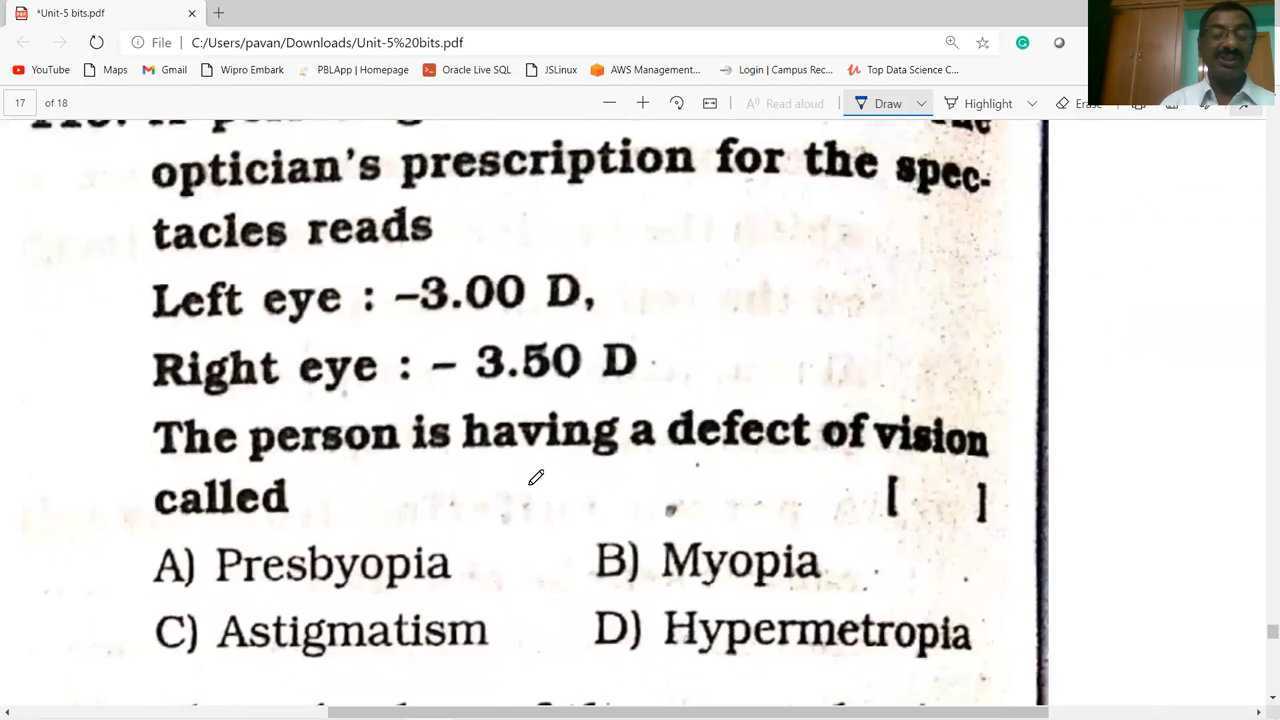 *Unit-5 bits.pdf
File C:/Users/pavan/Downloads/Unit-5%20bits.pdf
YouTube Maps Gmail Wipro Embark PBLApp | Homepage Oracle Live SQL JSLinux AWS Management... Login | Campus Rec... Top Data Science C...
17 of 18 Read aloud Draw Highlight Erase
optician's prescription for the spec-
tacles reads
Left eye : –3.00 D,
Right eye : – 3.50 D
The person is having a defect of vision
called [ ]
A) Presbyopia B) Myopia
C) Astigmatism D) Hypermetropia